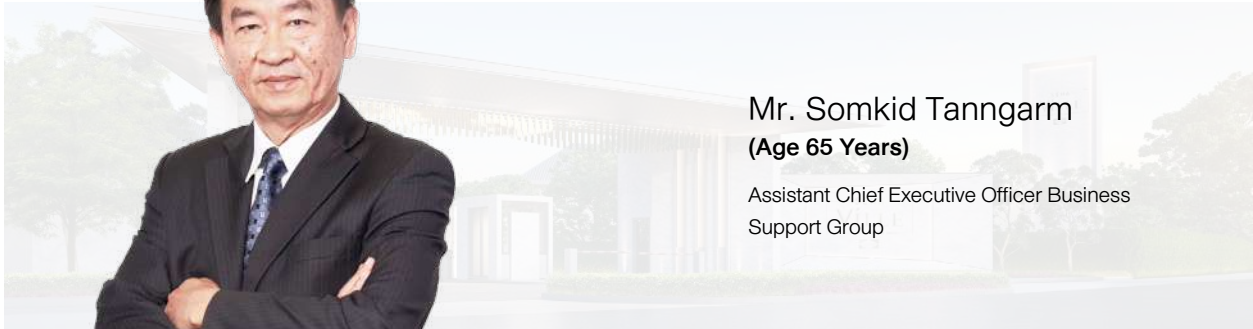 Mr. Somkid Tanngarm
(Age 65 Years)
Assistant Chief Executive Officer Business
Support Group